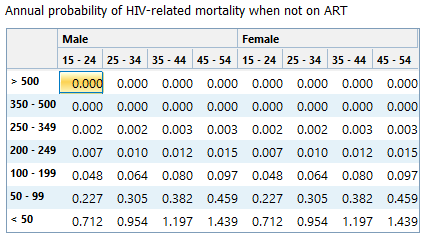 Annual probability of HIV-related mortality when not on ART
Male Female
15 - 24 25 - 34 35 - 44 45 - 54 15 - 24 25 - 34 35 - 44 45 - 54
> 500 0.000 0.000 0.000 0.000 0.000 0.000 0.000 0.000
350 - 500 0.000 0.000 0.000 0.000 0.000 0.000 0.000 0.000
250 - 349 0.002 0.002 0.003 0.003 0.002 0.002 0.003 0.003
200 - 249 0.007 0.010 0.012 0.015 0.007 0.010 0.012 0.015
100 - 199 0.048 0.064 0.080 0.097 0.048 0.064 0.080 0.097
50 - 99 0.227 0.305 0.382 0.459 0.227 0.305 0.382 0.459
< 50 0.712 0.954 1.197 1.439 0.712 0.954 1.197 1.439